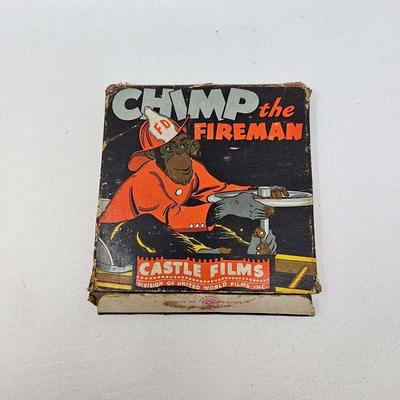 CHIMP the
FIREMAN
FD
CASTLE FILMS
DIVISION OF UNITED WORLD FILMS INC.